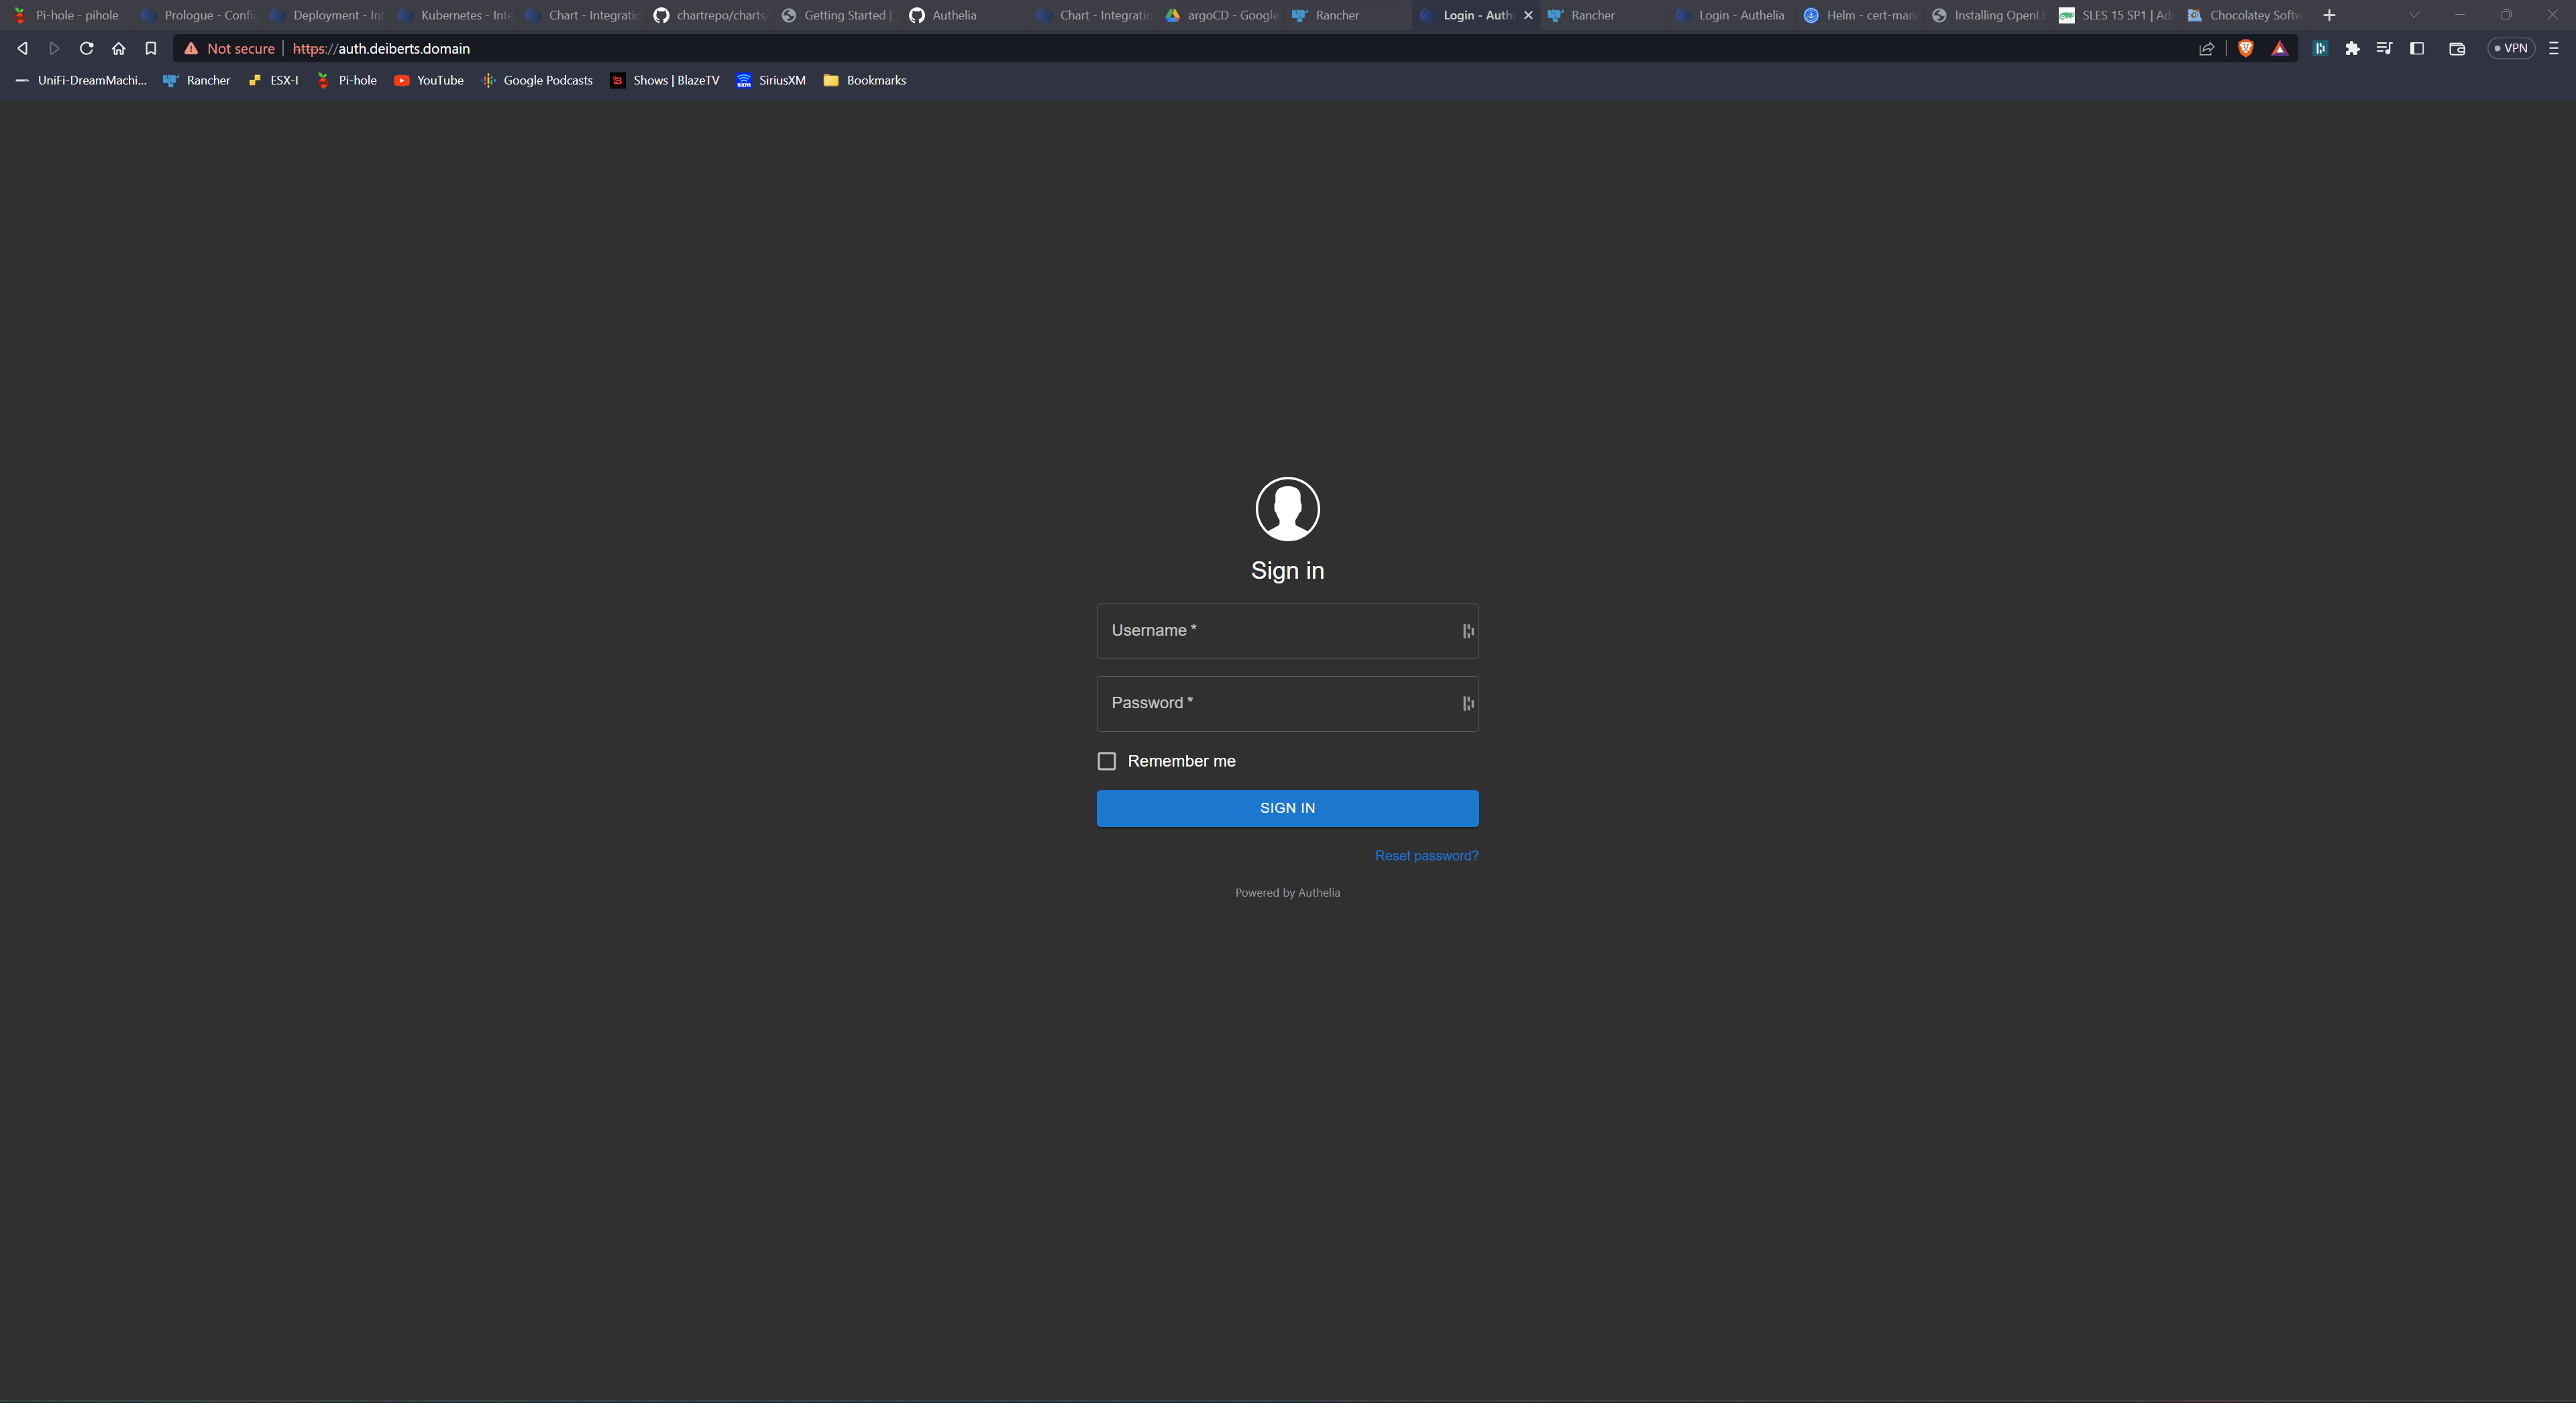 Pi-hole - pihole
Prologue - Config
Deployment - Int
Kubernetes - Inte
Chart - Integratio
chartrepo/charts
Getting Started |
Authelia
Chart - Integratio
argoCD - Google
Rancher
Login - Auth
Rancher
Login - Authelia
Helm - cert-man
Installing OpenL
SLES 15 SP1 | Ad
Chocolatey Softw
Not secure | https://auth.deiberts.domain
VPN
UniFi-DreamMachi...
Rancher
ESX-I
Pi-hole
YouTube
Google Podcasts
Shows | BlazeTV
SiriusXM
Bookmarks
Sign in
Username *
Password *
Remember me
SIGN IN
Reset password?
Powered by Authelia